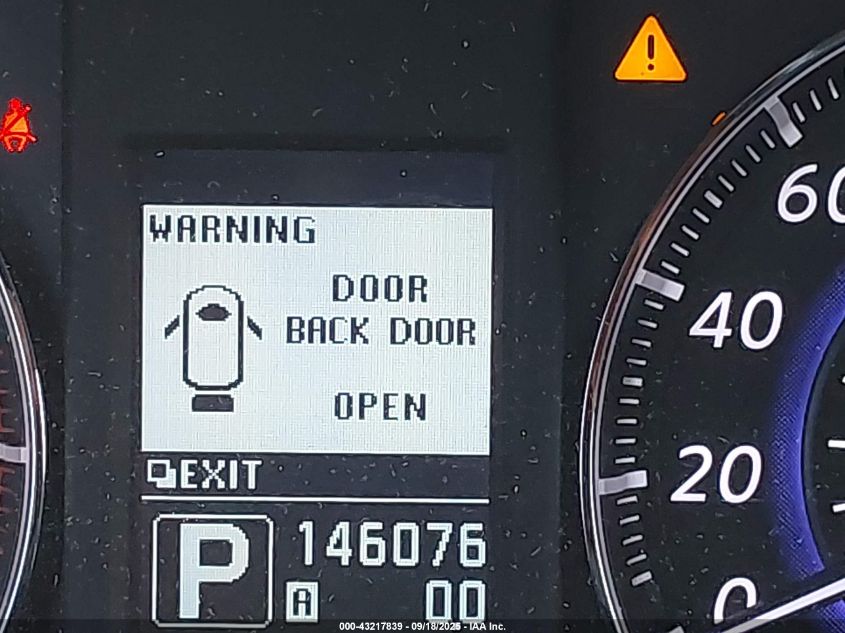 WARNING
DOOR
BACK DOOR
OPEN
EXIT
P
146076
A 00
60
40
20
0
000-43217839 - 09/18/2025 - IAA Inc.